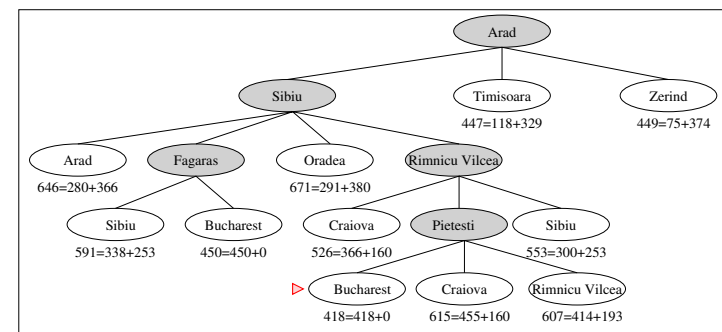 Arad
Sibiu Timisoara Zerind
447=118+329 449=75+374
Arad Fagaras Oradea Rimnicu Vilcea
646=280+366 671=291+380
Sibiu Bucharest Craiova Pietesti Sibiu
591=338+253 450=450+0 526=366+160 553=300+253
Bucharest Craiova Rimnicu Vilcea
418=418+0 615=455+160 607=414+193